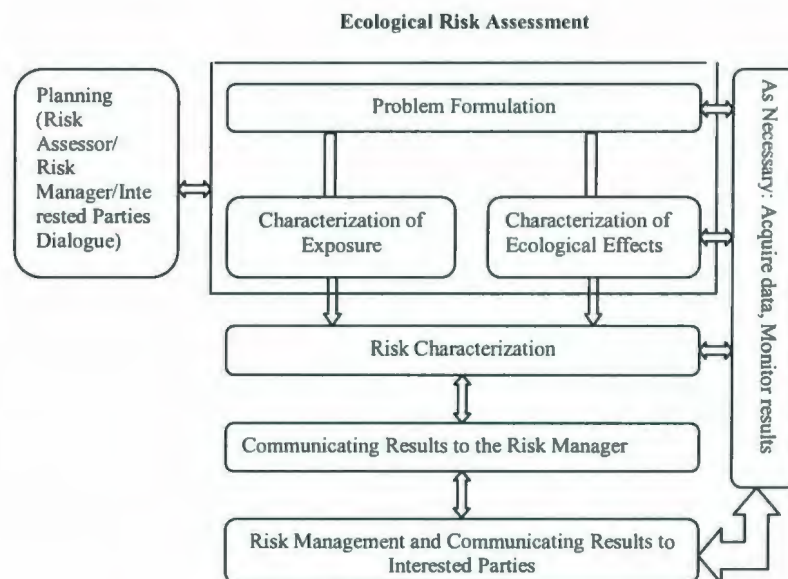 Ecological Risk Assessment
Planning
(Risk
Assessor/
Risk
Manager/Inte
rested Parties
Dialogue)
Problem Formulation
Characterization of
Exposure
Characterization of
Ecological Effects
Risk Characterization
Communicating Results to the Risk Manager
Risk Management and Communicating Results to
Interested Parties
As Necessary: Acquire data, Monitor results